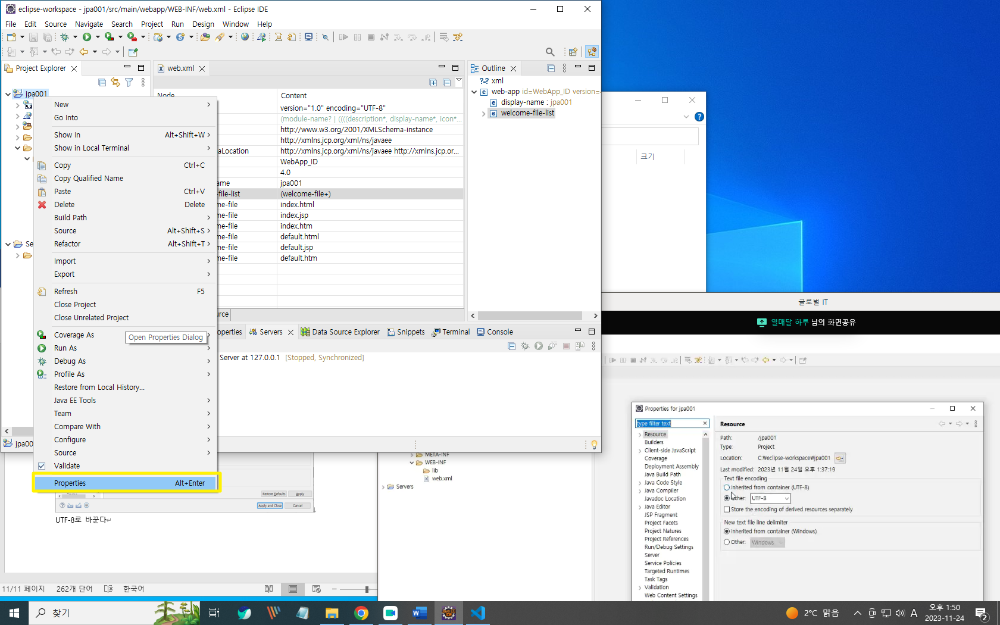 eclipse-workspace - jpa001/src/main/webapp/WEB-INF/web.xml - Eclipse IDE
File Edit Source Navigate Search Project Run Design Window Help
Project Explorer
web.xml
Outline
jpa001
Node Content
version="1.0" encoding="UTF-8"
(module-name? | ((((description*, display-name*, icon*...
http://www.w3.org/2001/XMLSchema-instance
http://xmlns.jcp.org/xml/ns/javaee
aLocation http://xmlns.jcp.org/xml/ns/javaee http://xmlns.jcp.or...
WebApp_ID
4.0
ame jpa001
-file-list (welcome-file+)
me-file index.html
me-file index.jsp
me-file index.htm
me-file default.html
me-file default.jsp
me-file default.htm
urce
?=? xml
web-app id=WebApp_ID version=
display-name : jpa001
welcome-file-list
Se
New
Go Into
Show In Alt+Shift+W
Show in Local Terminal
Copy Ctrl+C
Copy Qualified Name
Paste Ctrl+V
Delete Delete
Build Path
Source Alt+Shift+S
Refactor Alt+Shift+T
Import
Export
Refresh F5
Close Project
Close Unrelated Project
Coverage As
Open Properties Dialog
Run As
Debug As
Profile As
Restore from Local History...
Java EE Tools
Team
Compare With
Configure
Source
Validate
Properties Alt+Enter
operties Servers Data Source Explorer Snippets Terminal Console
Server at 127.0.0.1 [Stopped, Synchronized]
jpa00
Restore Defaults Apply
Apply and Close Cancel
UTF-8로 바꾼다
META-INF
WEB-INF
lib
web.xml
Servers
11/11 페이지 262개 단어 한국어
크기
글로벌 IT
열매달 하루 님의 화면공유
Properties for jpa001
type filter text
Resource
Builders
Client-side JavaScript
Coverage
Deployment Assembly
Java Build Path
Java Code Style
Java Compiler
Javadoc Location
Java Editor
JSP Fragment
Project Facets
Project Natures
Project References
Run/Debug Settings
Server
Service Policies
Targeted Runtimes
Task Tags
Validation
Web Content Settings
Resource
Path: /jpa001
Type: Project
Location: C:₩eclipse-workspace₩jpa001
Last modified: 2023년 11월 24일 오후 1:37:19
Text file encoding
Inherited from container (UTF-8)
Other: UTF-8
Store the encoding of derived resources separately
New text file line delimiter
Inherited from container (Windows)
Other: Windows
찾기
2°C 맑음
A
오후 1:50
2023-11-24
2